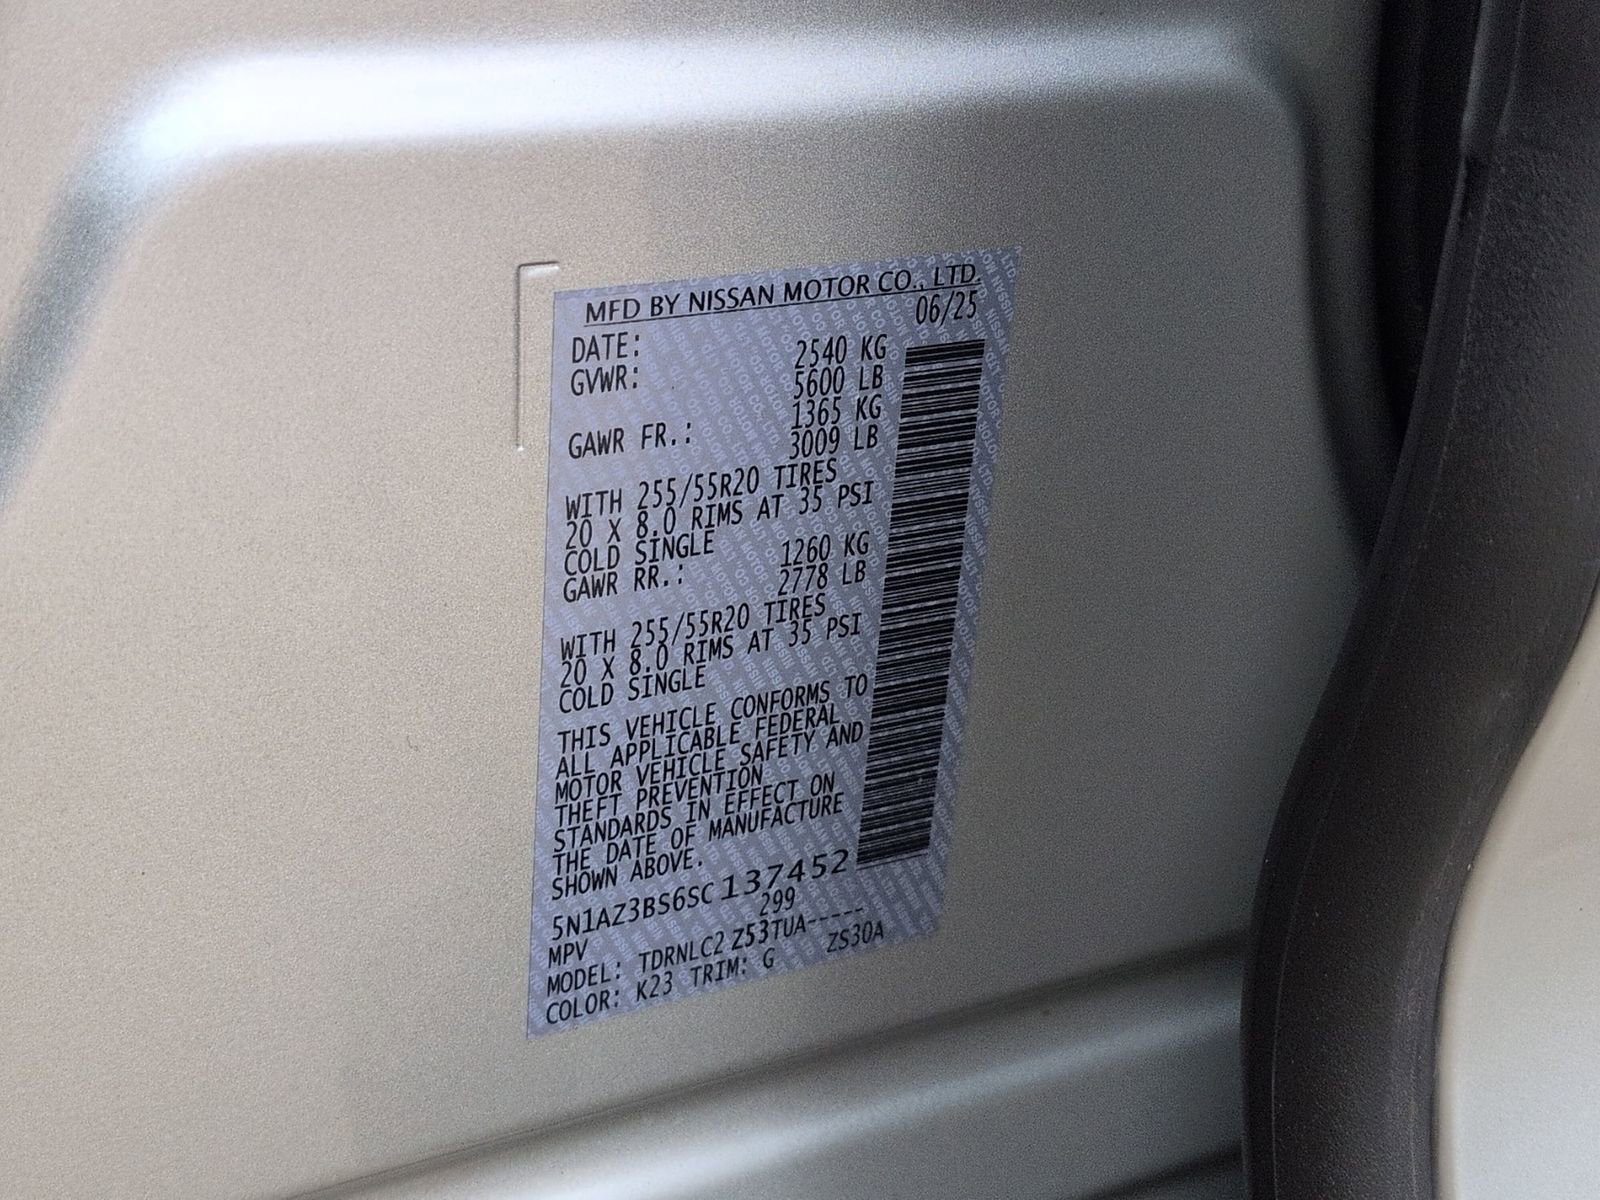 MFD BY NISSAN MOTOR CO., LTD.
DATE: 06/25
GVWR: 2540 KG
5600 LB
GAWR FR.: 1365 KG
3009 LB
WITH 255/55R20 TIRES
20 X 8.0 RIMS AT 35 PSI
COLD SINGLE
GAWR RR.: 1260 KG
2778 LB
WITH 255/55R20 TIRES
20 X 8.0 RIMS AT 35 PSI
COLD SINGLE
THIS VEHICLE CONFORMS TO
ALL APPLICABLE FEDERAL
MOTOR VEHICLE SAFETY AND
THEFT PREVENTION
STANDARDS IN EFFECT ON
THE DATE OF MANUFACTURE
SHOWN ABOVE.
5N1AZ3BS6SC137452
MPV 299
MODEL: TDRNLC2 Z53TUA-----
COLOR: K23 TRIM: G ZS30A